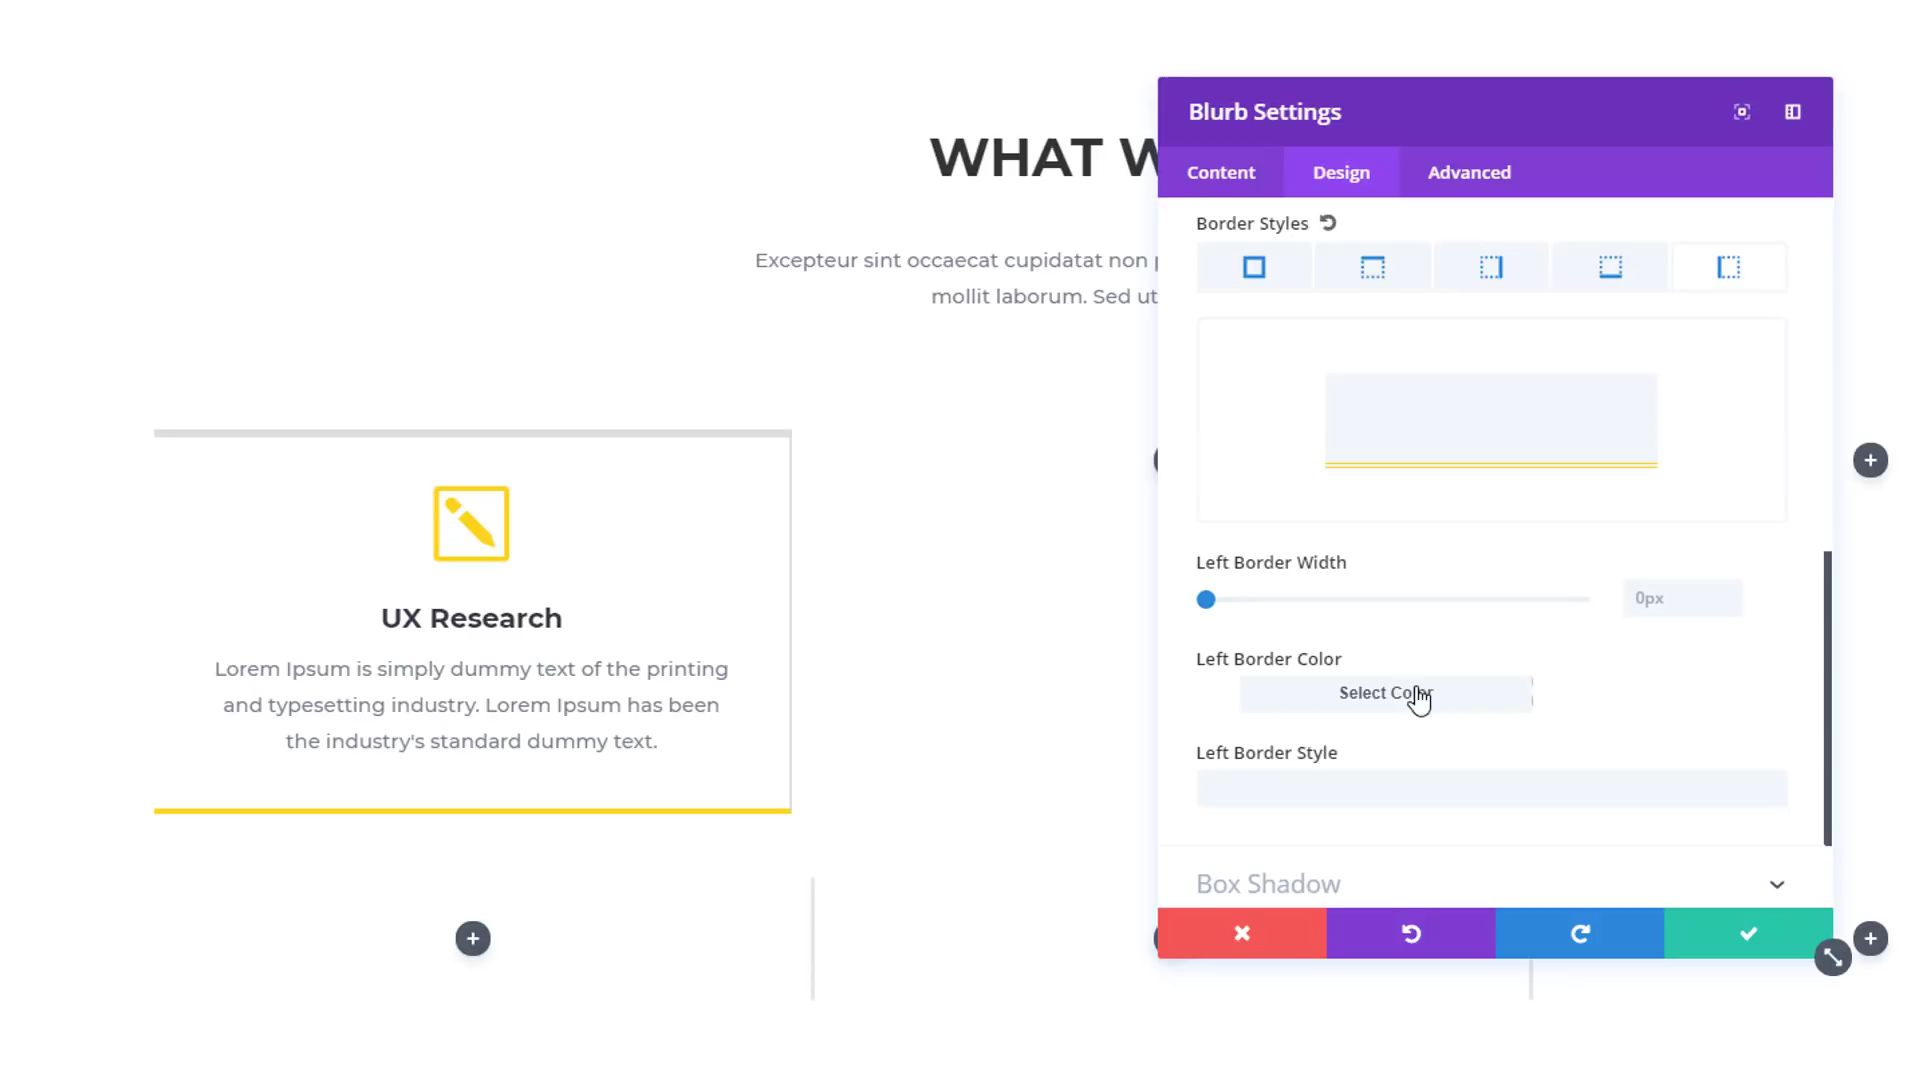 WHAT W
Excepteur sint occaecat cupidatat non
mollit laborum. Sed ut
UX Research
Lorem Ipsum is simply dummy text of the printing
and typesetting industry. Lorem Ipsum has been
the industry's standard dummy text.
Blurb Settings
Content Design Advanced
Border Styles
Left Border Width
0px
Left Border Color
Select Color
Left Border Style
Box Shadow